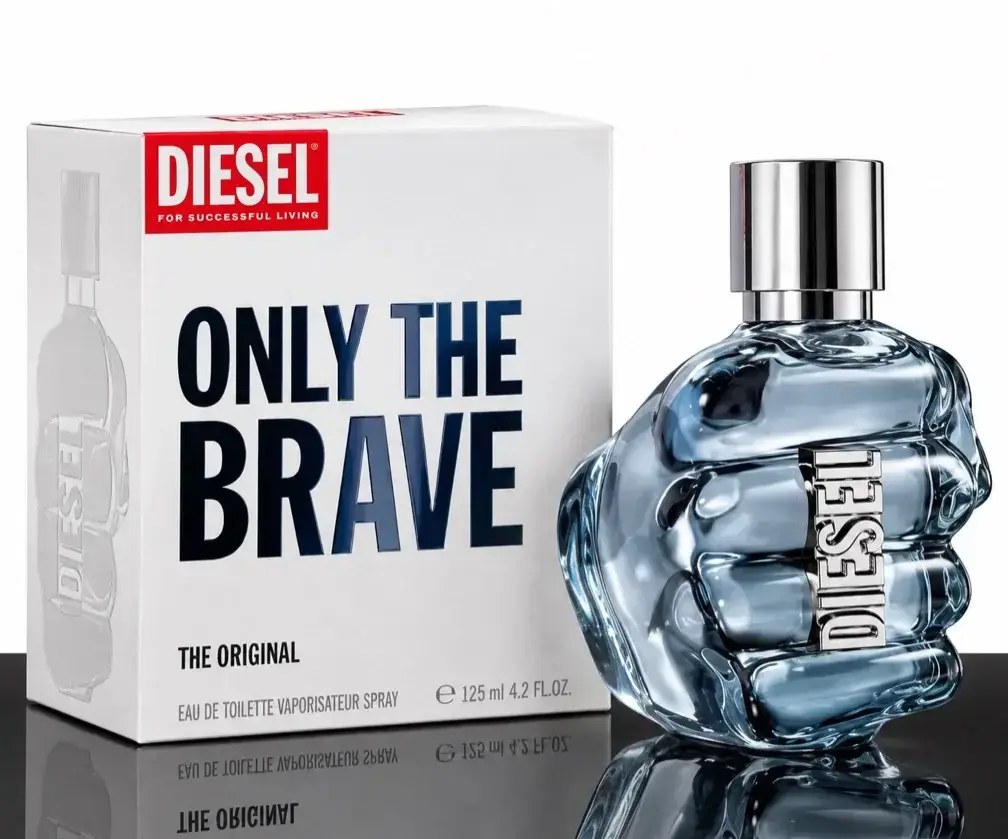 DIESEL®
FOR SUCCESSFUL LIVING
ONLY THE
BRAVE
THE ORIGINAL
EAU DE TOILETTE VAPORISATEUR SPRAY
℮ 125 ml 4.2 FL.OZ.
DIESEL
DIESEL